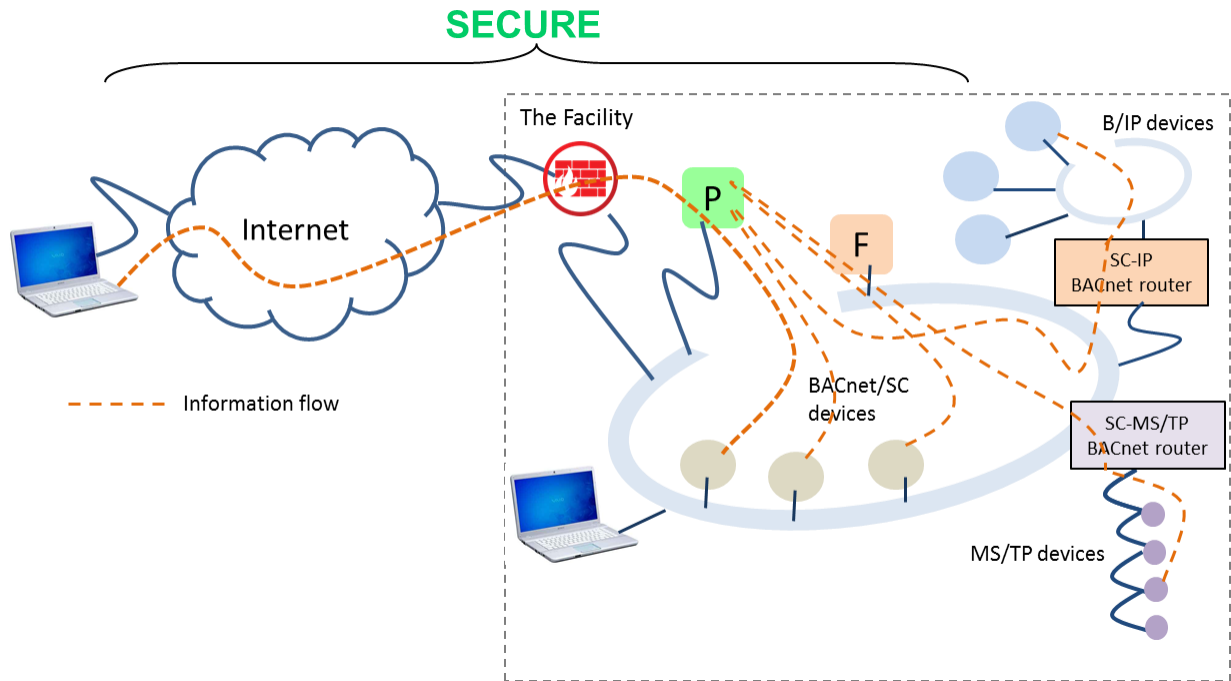 SECURE
The Facility
B/IP devices
P
Internet
F
SC-IP
BACnet router
BACnet/SC
devices
Information flow
SC-MS/TP
BACnet router
MS/TP devices